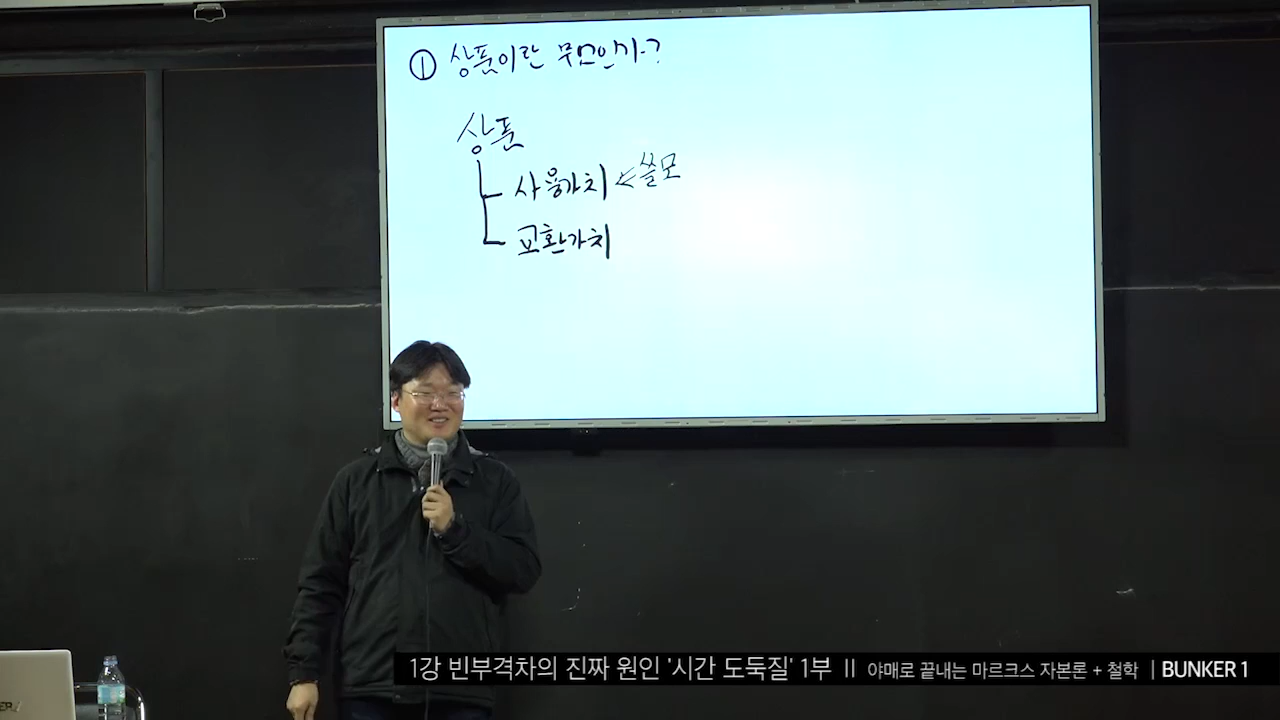 ① 상품이란 무엇인가?
상품
사용가치 ← 쓸모
교환가치
1강 빈부격차의 진짜 원인 '시간 도둑질' 1부 II 야매로 끝내는 마르크스 자본론 + 철학 | BUNKER 1